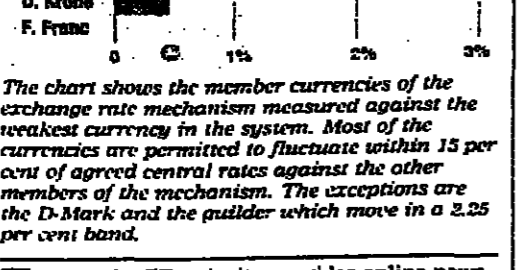 D. Krone
F. Franc
0 1% 2% 3%
The chart shows the member currencies of the
exchange rate mechanism measured against the
weakest currency in the system. Most of the
currencies are permitted to fluctuate within 15 per
cent of agreed central rates against the other
members of the mechanism. The exceptions are
the D-Mark and the guilder which move in a 2.25
per cent band.